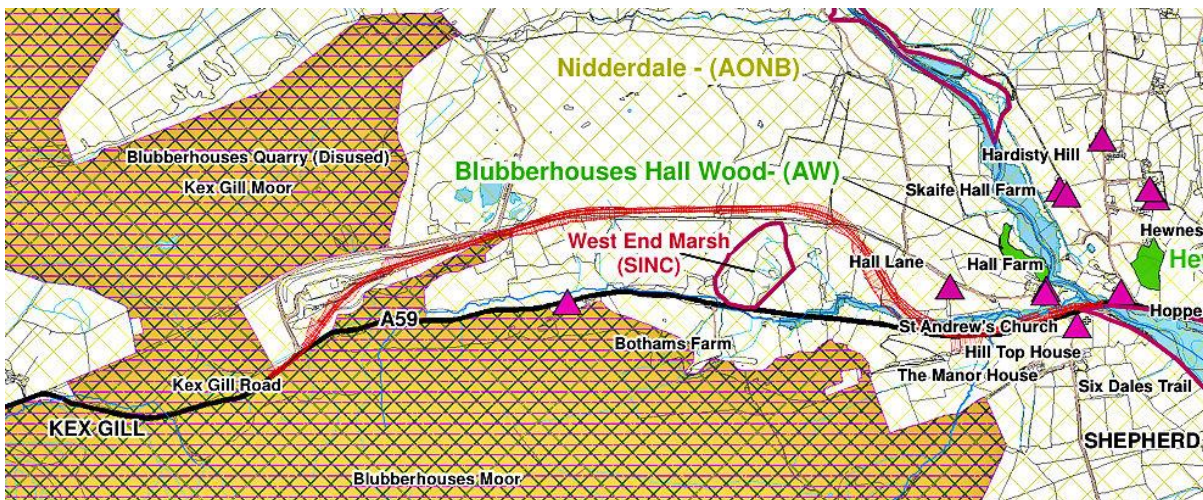 Nidderdale - (AONB)
Hardisty Hill
Blubberhouses Quarry (Disused)
Kex Gill Moor
Blubberhouses Hall Wood- (AW)
Skaife Hall Farm
Hewnes
West End Marsh
(SINC)
Hall Lane
Hall Farm
He
A59
Hoppe
St Andrew's Church
Bothams Farm
Hill Top House
The Manor House
Kex Gill Road
Six Dales Trail
KEX GILL
SHEPHERD
Blubberhouses Moor